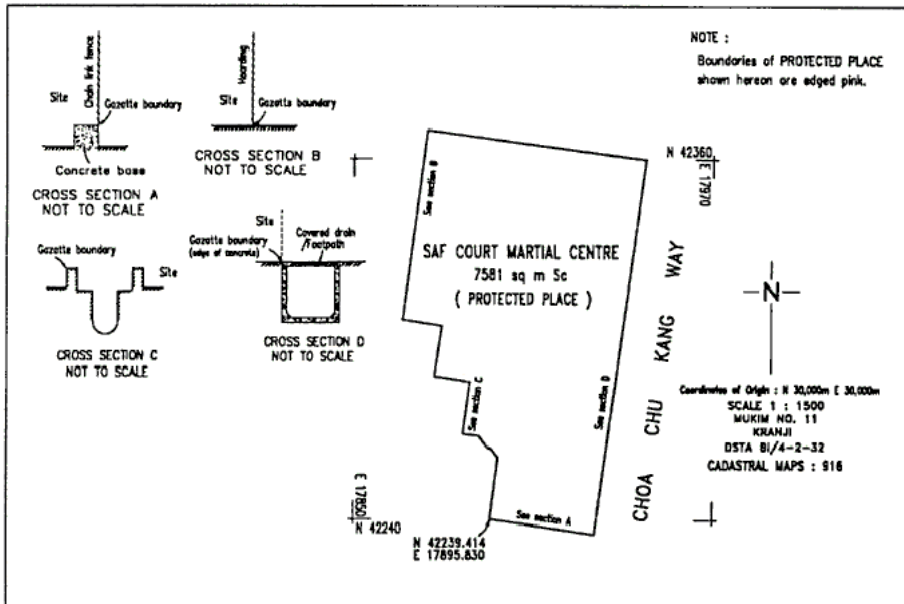 NOTE :
Boundaries of PROTECTED PLACE
shown hereon are edged pink.
Chain link fence
Site
Gazette boundary
Concrete base
CROSS SECTION A
NOT TO SCALE
Hoarding
Site
Gazette boundary
CROSS SECTION B
NOT TO SCALE
Gazette boundary
Site
CROSS SECTION C
NOT TO SCALE
Site
Gazette boundary
(edge of concrete)
Covered drain
/Footpath
CROSS SECTION D
NOT TO SCALE
See section B
SAF COURT MARTIAL CENTRE
7581 sq m Sc
( PROTECTED PLACE )
See section C
See section D
See section A
CHOA CHU KANG WAY
N 42360
E 17970
E 17850
N 42240
N 42239.414
E 17895.830
N
Coordinates of Origin : N 30,000m E 30,000m
SCALE 1 : 1500
MUKIM NO. 11
KRANJI
DSTA BI/4-2-32
CADASTRAL MAPS : 916